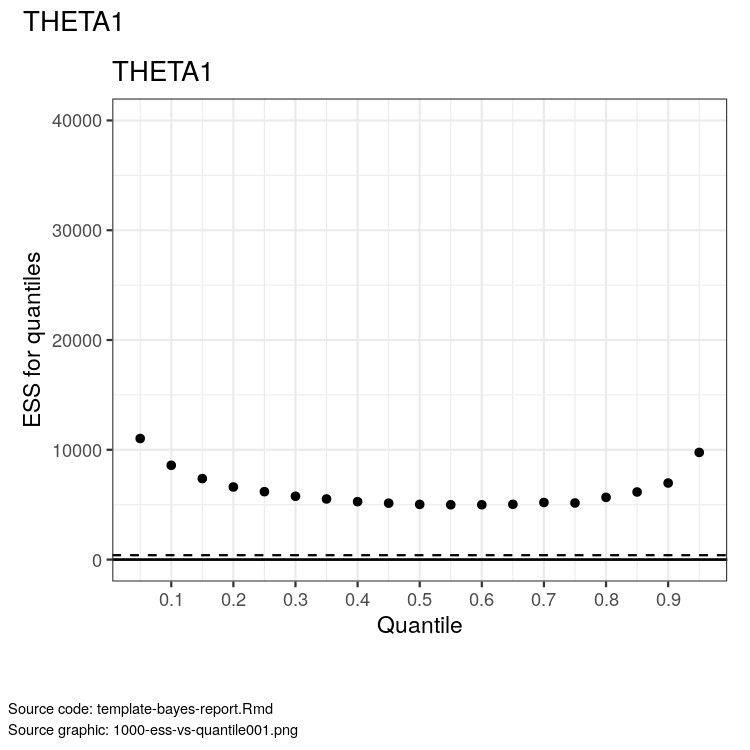 THETA1
THETA1
ESS for quantiles
40000
30000
20000
10000
0
0.1 0.2 0.3 0.4 0.5 0.6 0.7 0.8 0.9
Quantile
Source code: template-bayes-report.Rmd
Source graphic: 1000-ess-vs-quantile001.png